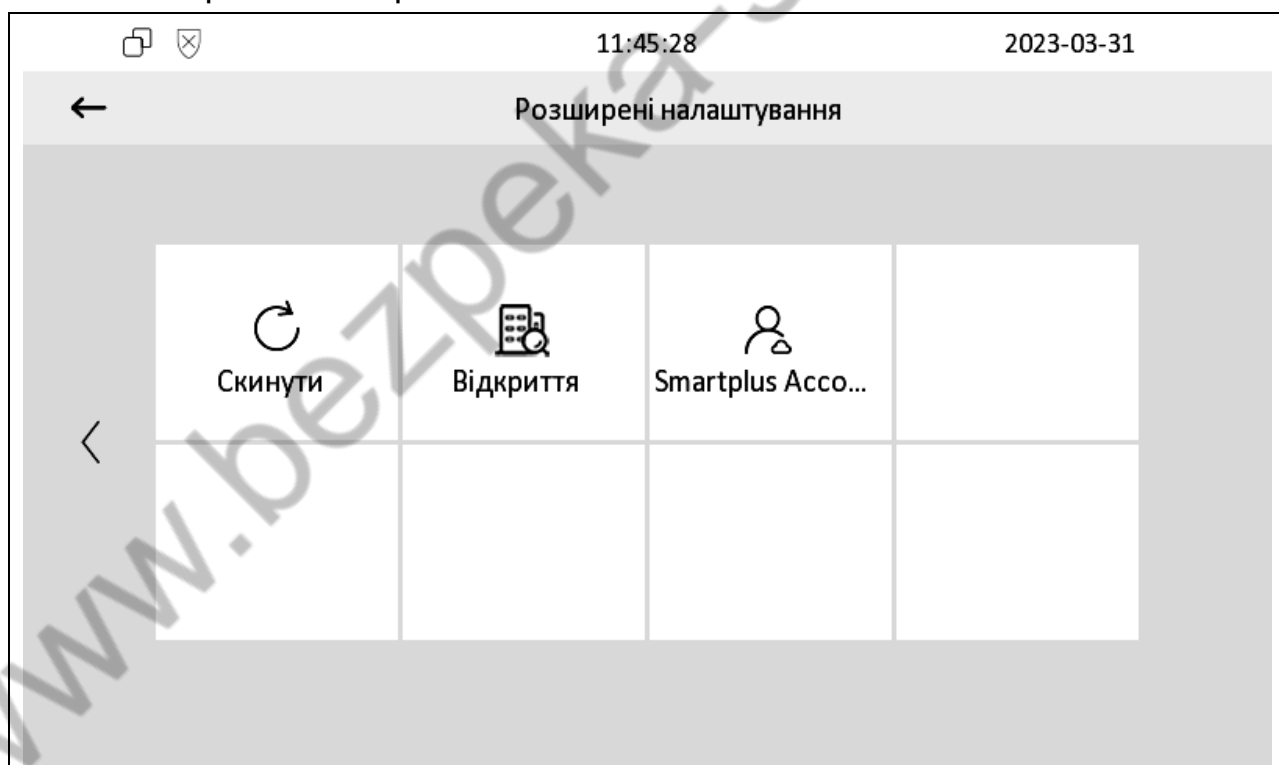 11:45:28 2023-03-31
Розширені налаштування
Скинути Відкриття Smartplus Acco...
www.bezpeka-